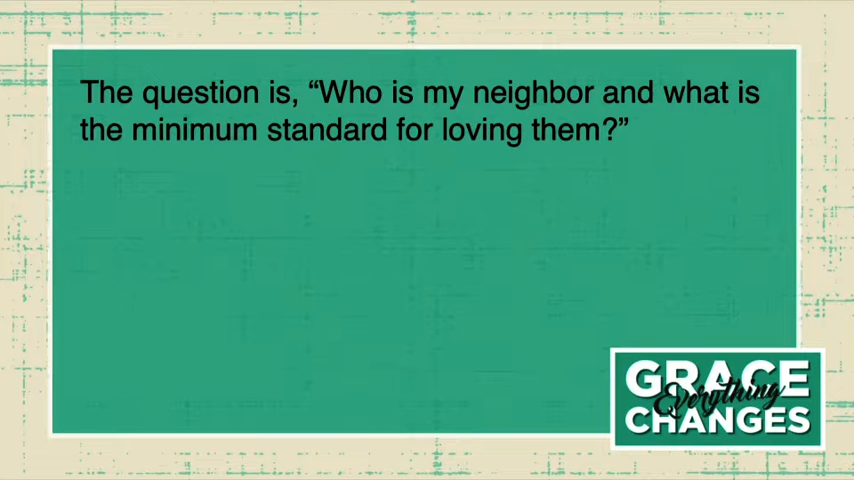 The question is, “Who is my neighbor and what is
the minimum standard for loving them?”
GRACE
Everything
CHANGES